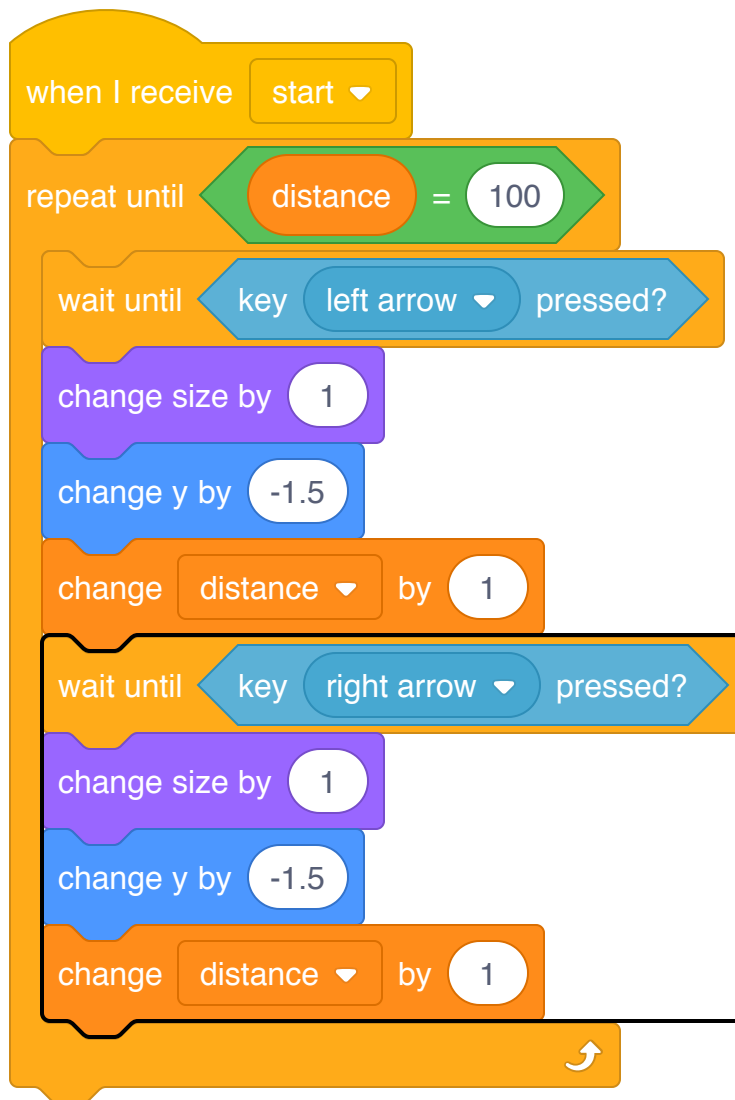 when I receive start
repeat until distance = 100
wait until key left arrow pressed?
change size by 1
change y by -1.5
change distance by 1
wait until key right arrow pressed?
change size by 1
change y by -1.5
change distance by 1